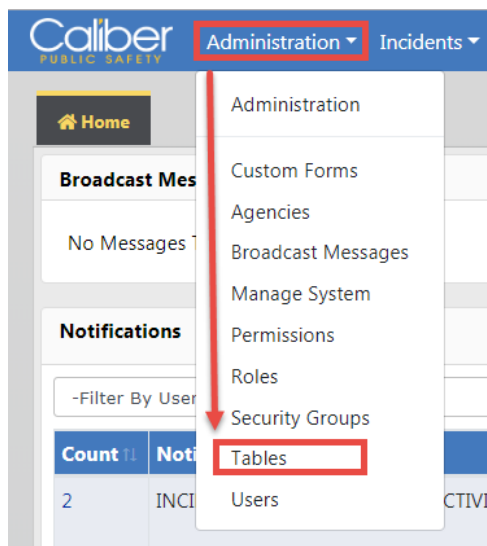 Caliber
PUBLIC SAFETY
Administration
Incidents
Home
Administration
Custom Forms
Agencies
Broadcast Messages
Manage System
Permissions
Roles
Security Groups
Tables
Users
Broadcast Mes
No Messages
Notifications
-Filter By User
Count
Noti
2
INCI
CTIVI